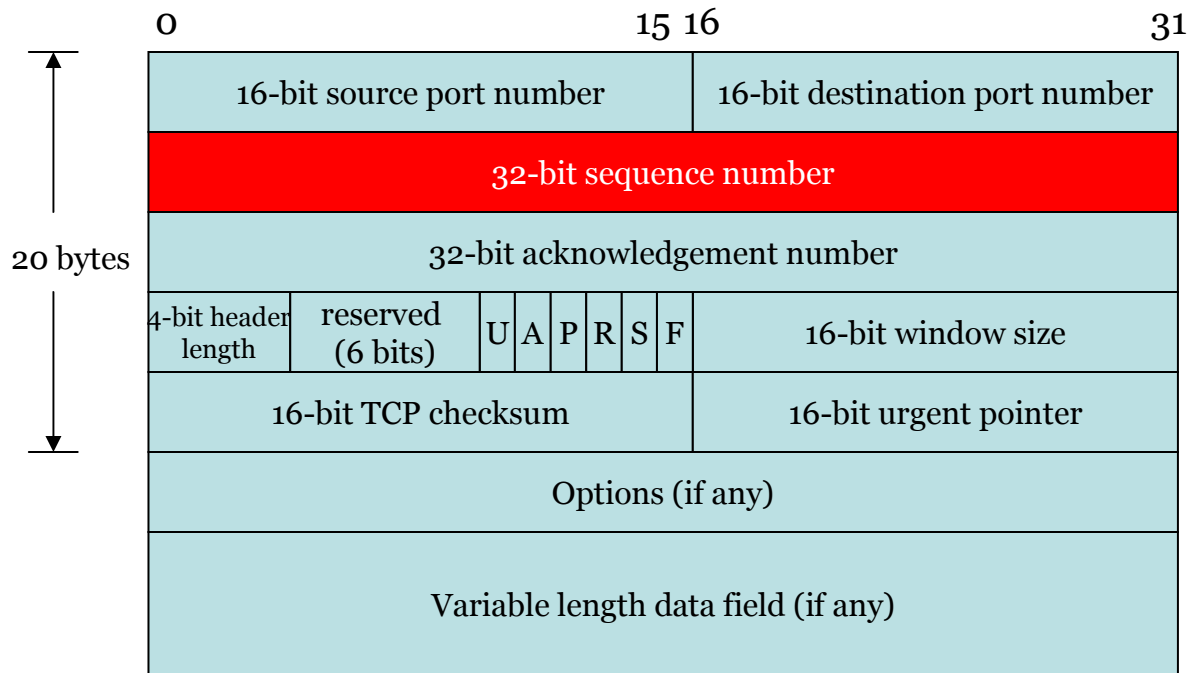 0 15 16 31
16-bit source port number 16-bit destination port number
32-bit sequence number
20 bytes
32-bit acknowledgement number
4-bit header
length
reserved
(6 bits)
U A P R S F
16-bit window size
16-bit TCP checksum 16-bit urgent pointer
Options (if any)
Variable length data field (if any)